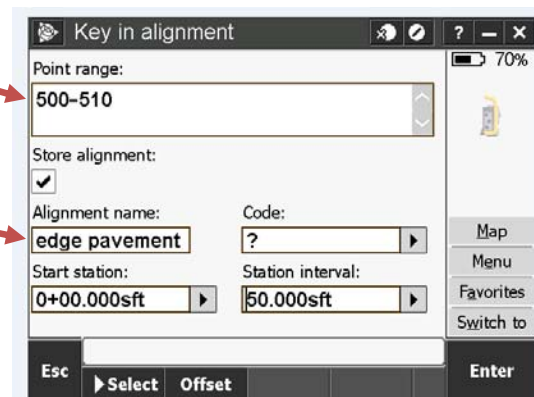 Key in alignment
? – X
Point range:
70%
500-510
Store alignment:
Alignment name:
Code:
edge pavement
?
Map
Start station:
Station interval:
Menu
0+00.000sft
50.000sft
Favorites
Switch to
Esc
Select
Offset
Enter